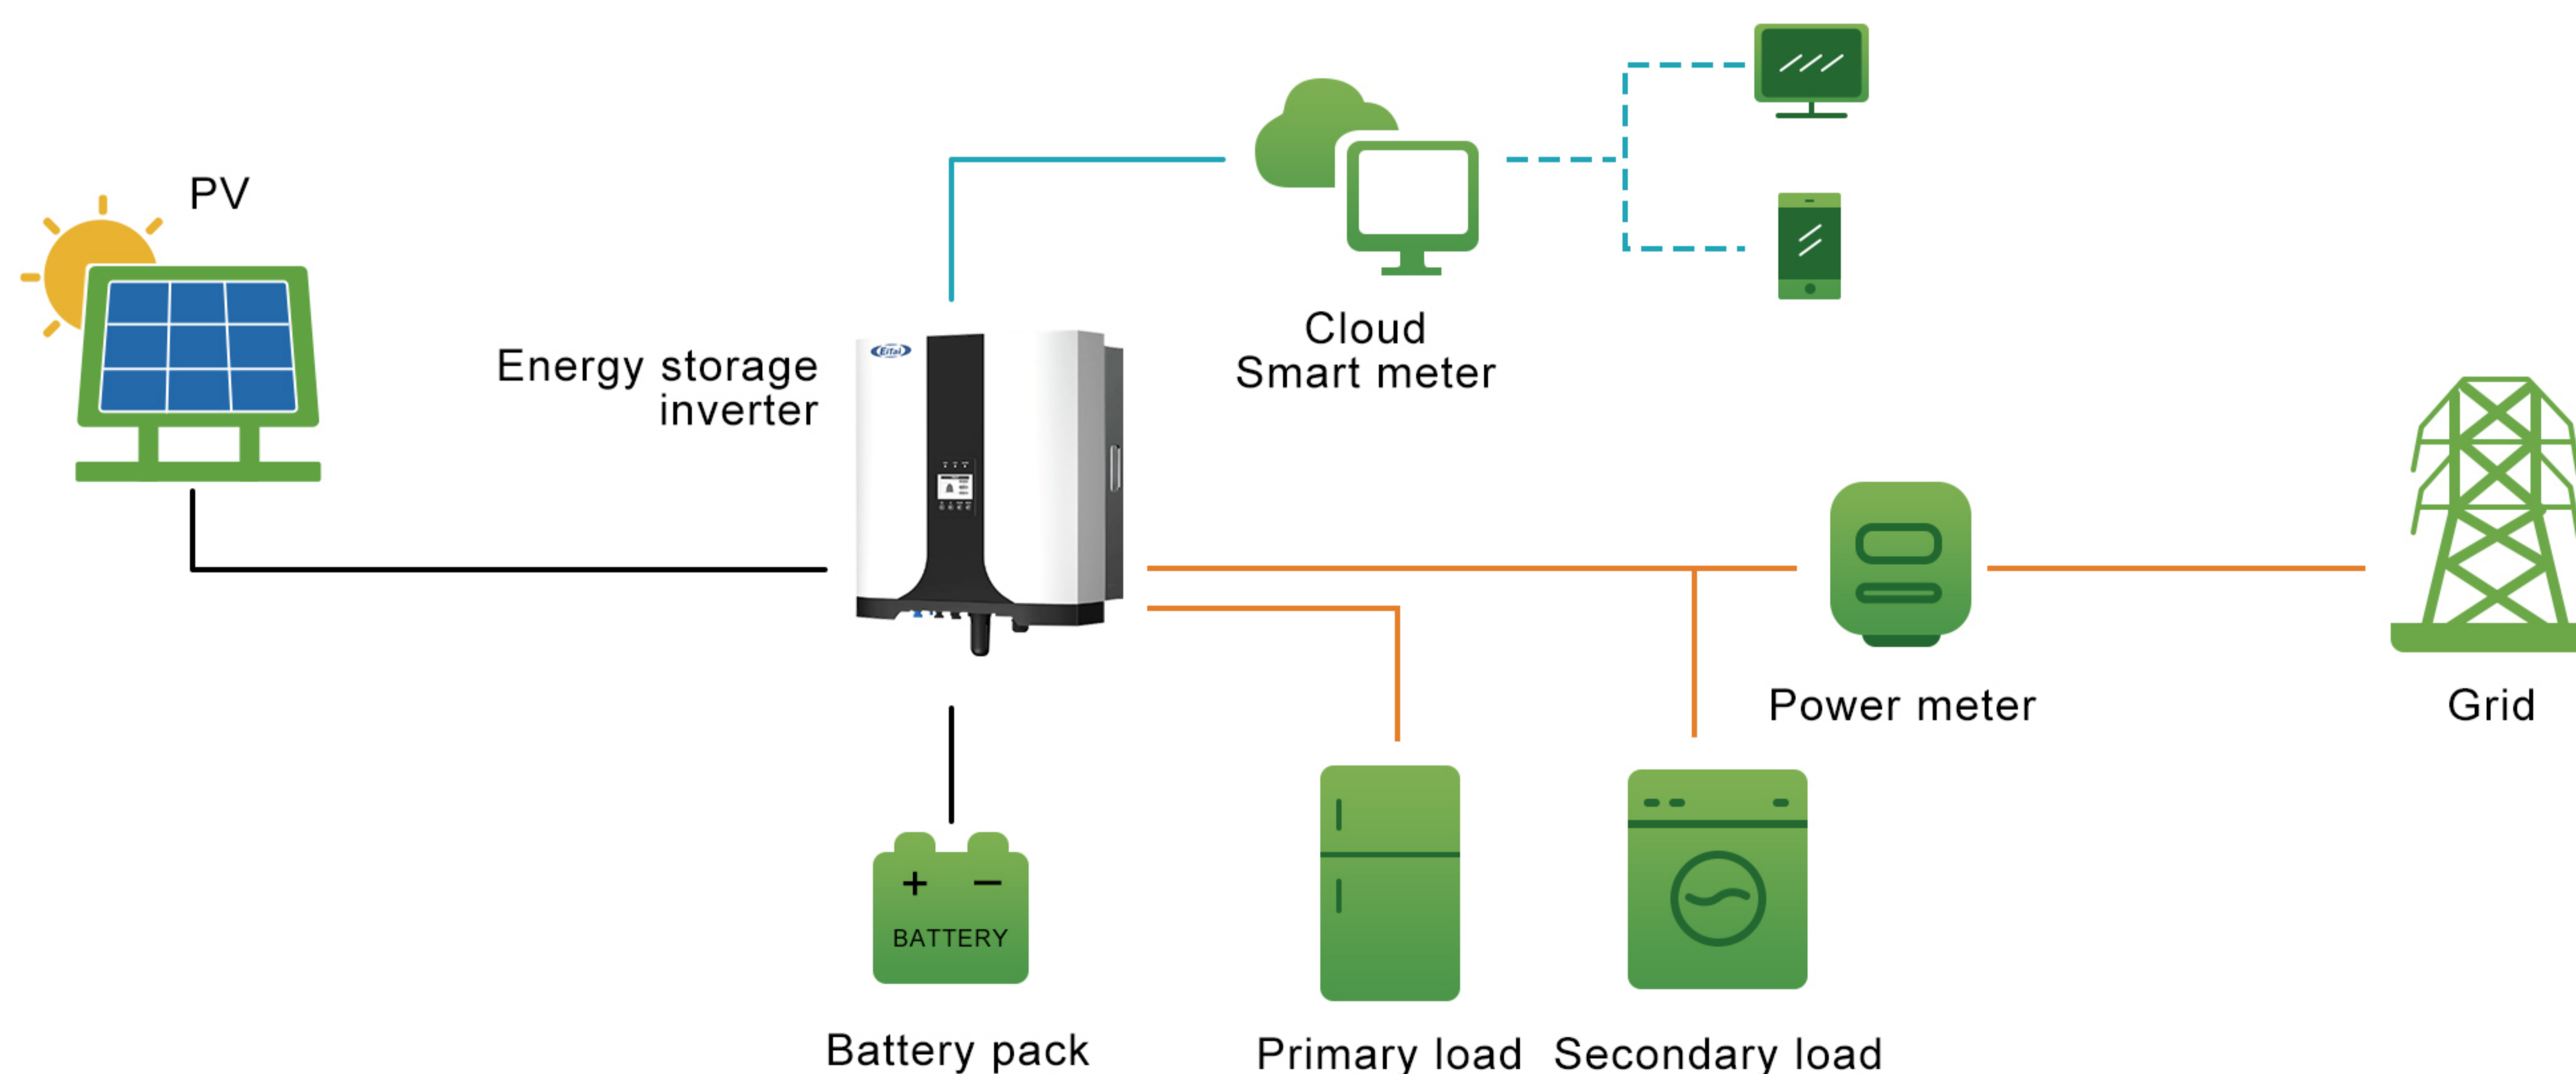 PV
Energy storage
inverter
Cloud
Smart meter
Power meter
Grid
+ −
BATTERY
Battery pack
Primary load
Secondary load